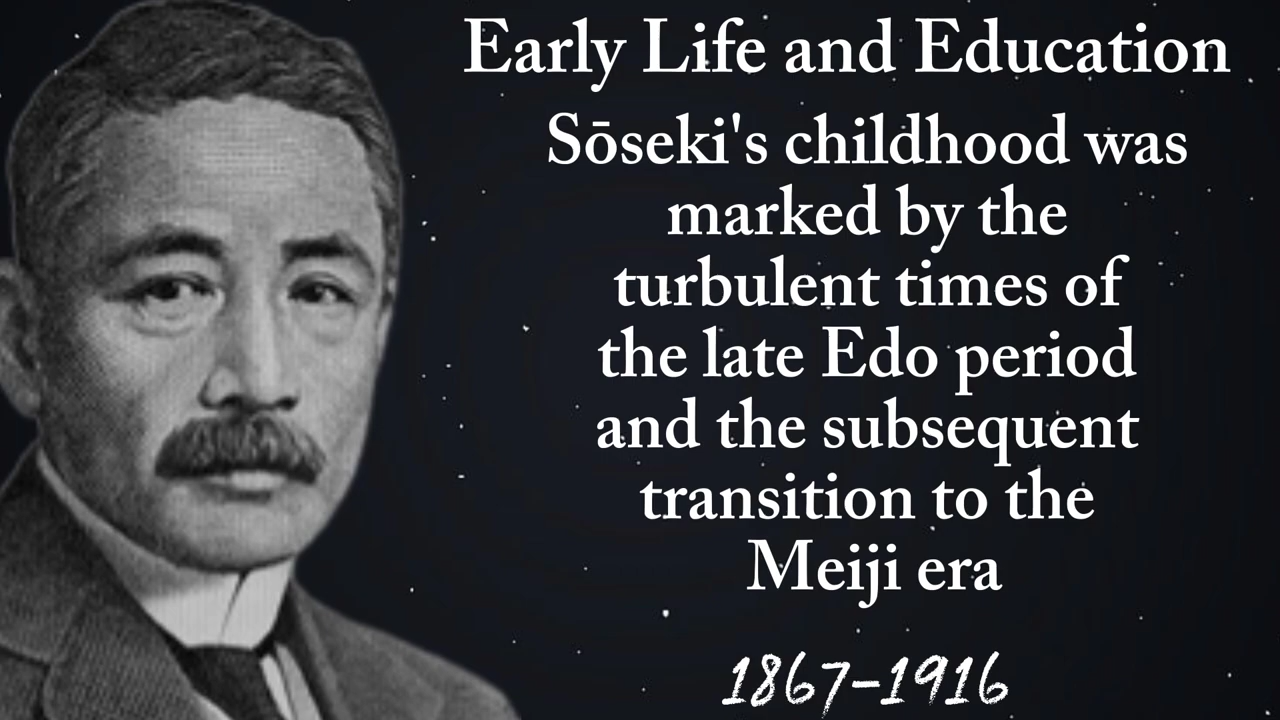 Early Life and Education
Sōseki's childhood was
marked by the
turbulent times of
the late Edo period
and the subsequent
transition to the
Meiji era
1867-1916